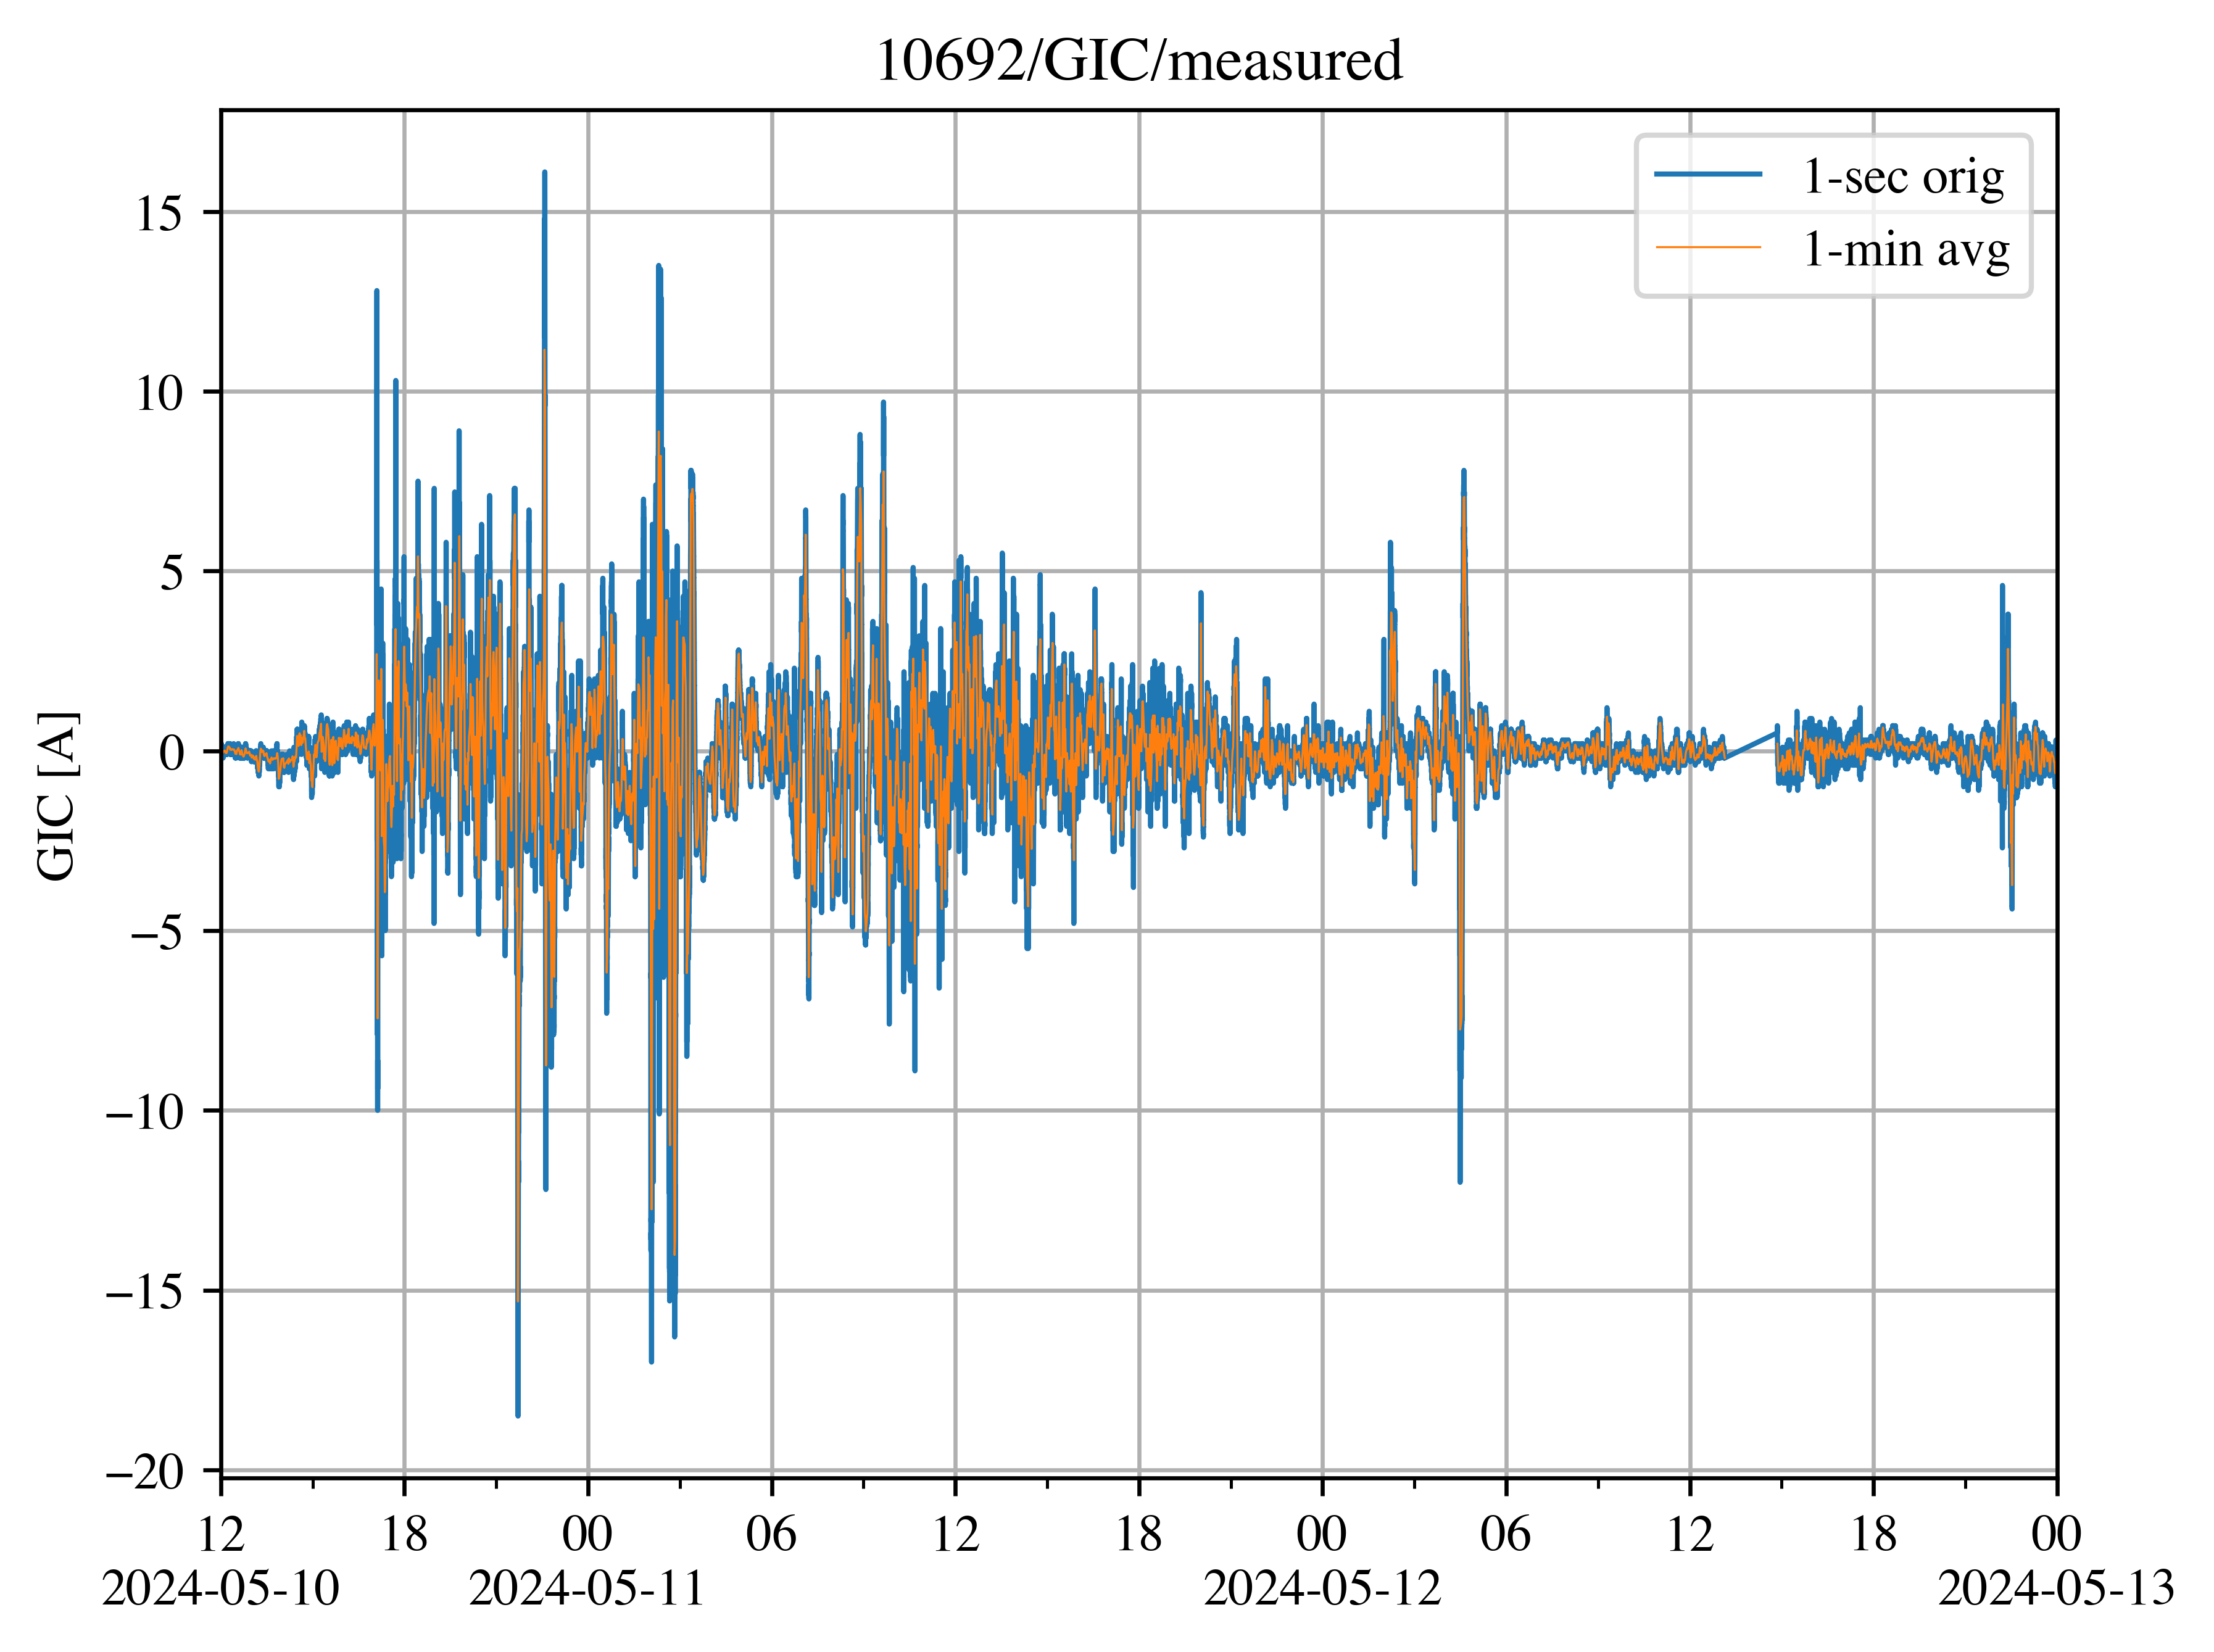 10692/GIC/measured
1-sec orig
1-min avg
GIC [A]
15
10
5
0
−5
−10
−15
−20
12 18 00 06 12 18 00 06 12 18 00
2024-05-10 2024-05-11 2024-05-12 2024-05-13